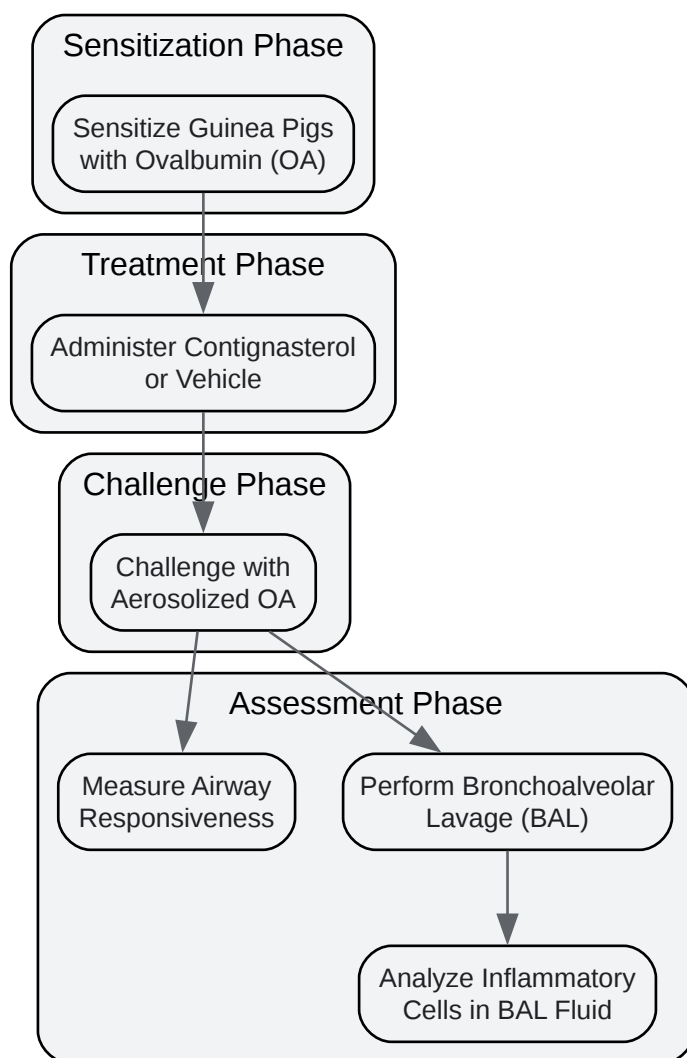 Sensitization Phase
Sensitize Guinea Pigs
with Ovalbumin (OA)
Treatment Phase
Administer Contignasterol
or Vehicle
Challenge Phase
Challenge with
Aerosolized OA
Assessment Phase
Measure Airway
Responsiveness
Perform Bronchoalveolar
Lavage (BAL)
Analyze Inflammatory
Cells in BAL Fluid